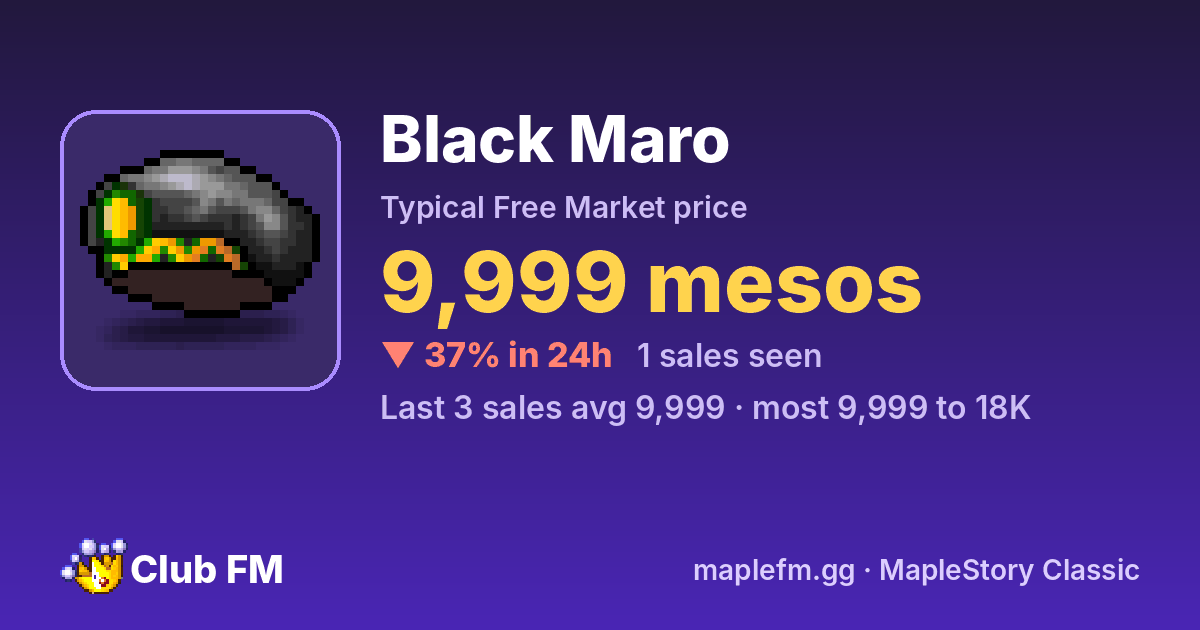 Black Maro
Typical Free Market price
9,999 mesos
▼ 37% in 24h 1 sales seen
Last 3 sales avg 9,999 · most 9,999 to 18K
Club FM
maplefm.gg · MapleStory Classic